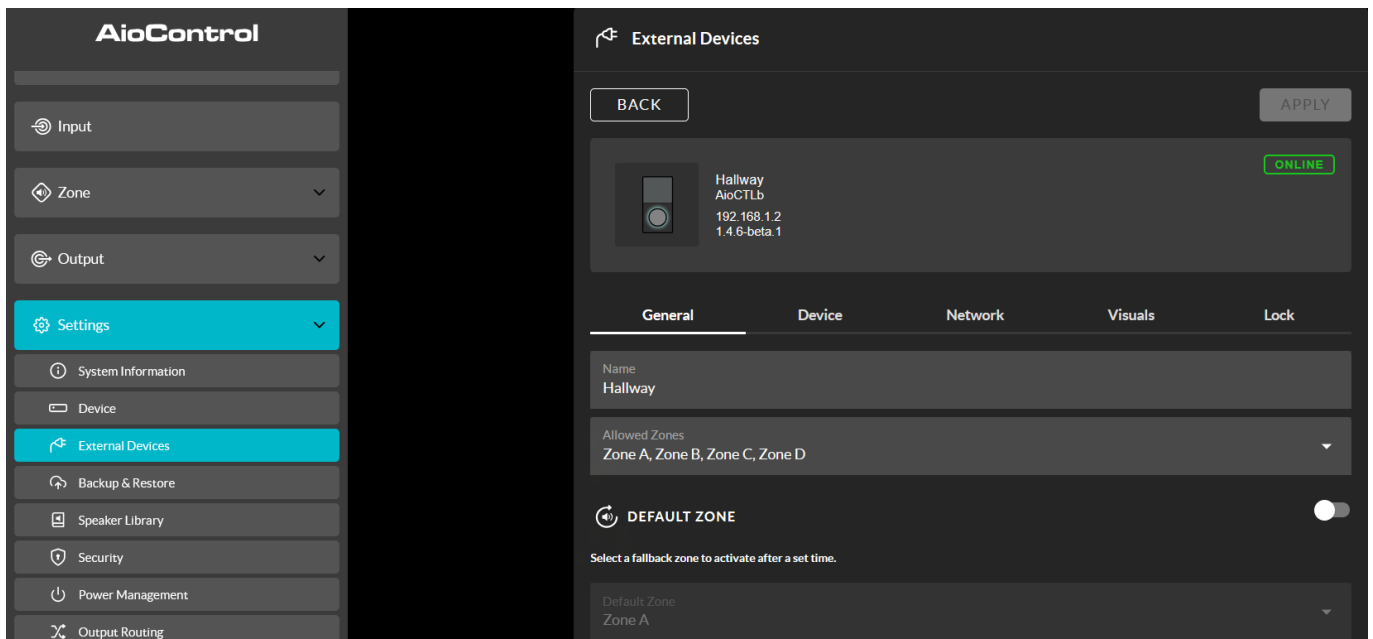 AioControl
Input
Zone
Output
Settings
System Information
Device
External Devices
Backup & Restore
Speaker Library
Security
Power Management
Output Routing
External Devices
BACK
APPLY
ONLINE
Hallway
AioCTLb
192.168.1.2
1.4.6-beta.1
General Device Network Visuals Lock
Name
Hallway
Allowed Zones
Zone A, Zone B, Zone C, Zone D
DEFAULT ZONE
Select a fallback zone to activate after a set time.
Default Zone
Zone A